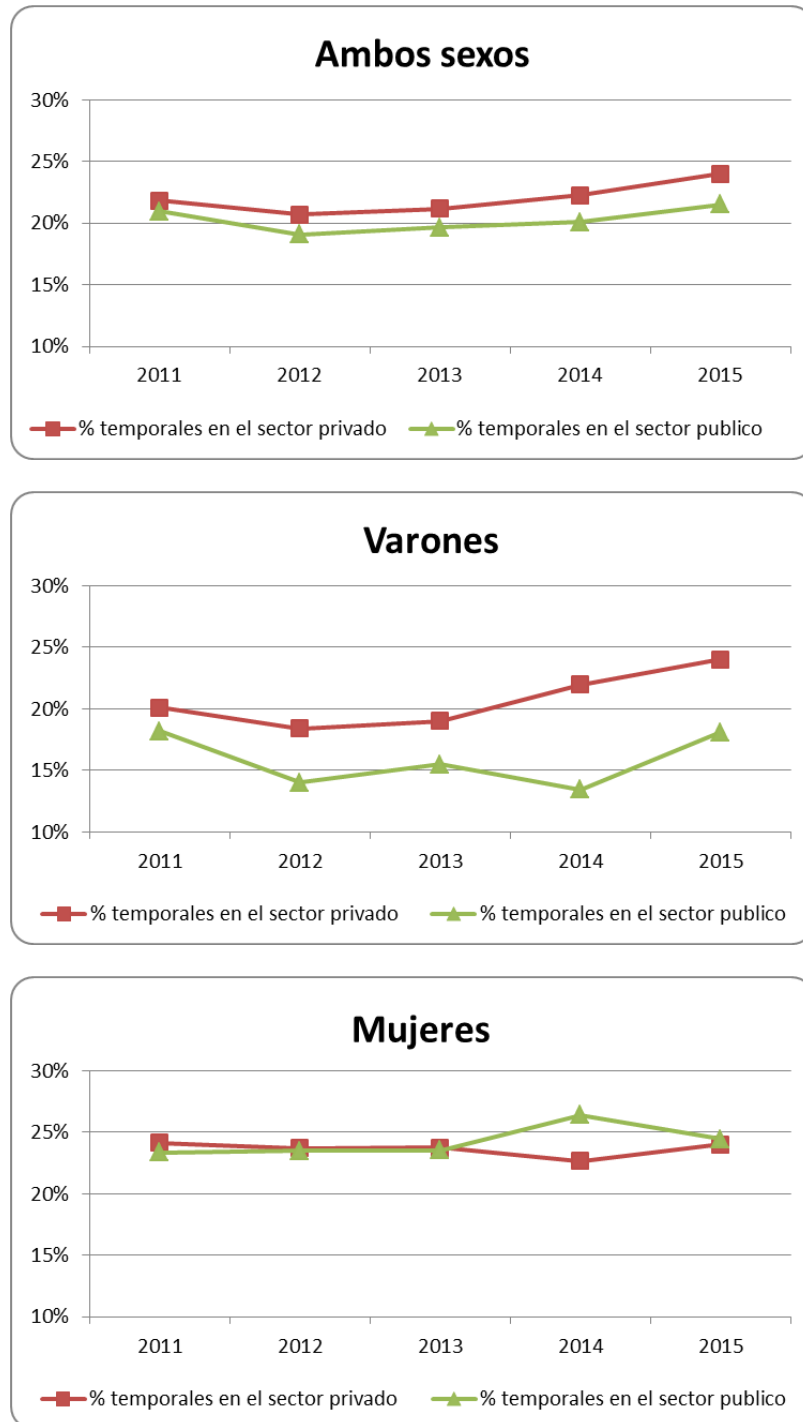 Ambos sexos
30%
25%
20%
15%
10%
2011 2012 2013 2014 2015
% temporales en el sector privado % temporales en el sector publico
Varones
30%
25%
20%
15%
10%
2011 2012 2013 2014 2015
% temporales en el sector privado % temporales en el sector publico
Mujeres
30%
25%
20%
15%
10%
2011 2012 2013 2014 2015
% temporales en el sector privado % temporales en el sector publico